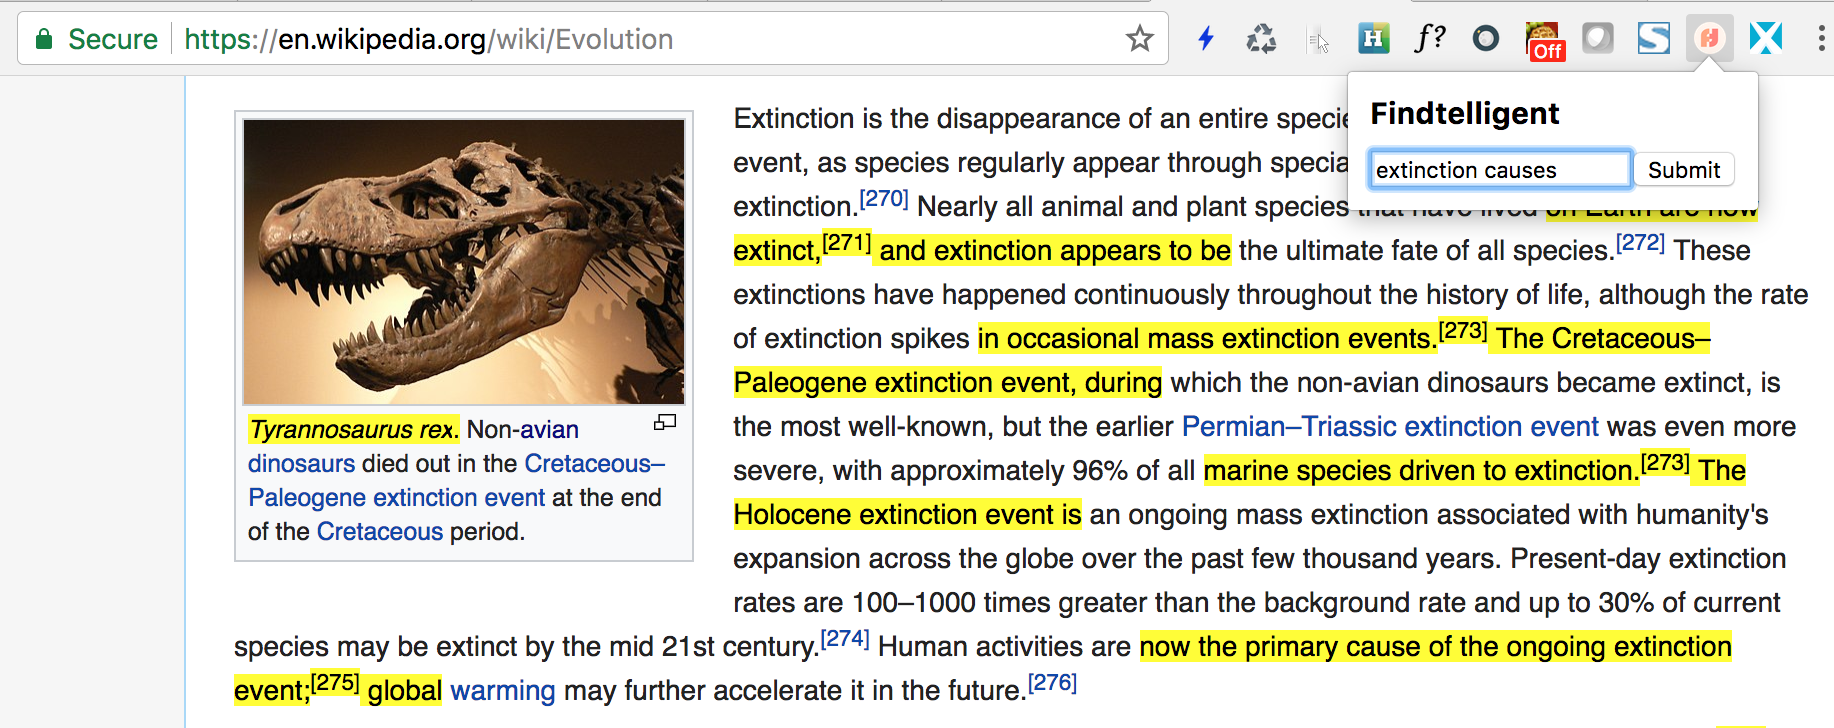 Secure https://en.wikipedia.org/wiki/Evolution
H f? Off S
Findtelligent
extinction causes Submit
Tyrannosaurus rex. Non-avian
dinosaurs died out in the Cretaceous–
Paleogene extinction event at the end
of the Cretaceous period.
Extinction is the disappearance of an entire
event, as species regularly appear through
extinction.[270] Nearly all animal and plant species that have lived on Earth are now
extinct,[271] and extinction appears to be the ultimate fate of all species.[272] These
extinctions have happened continuously throughout the history of life, although the rate
of extinction spikes in occasional mass extinction events.[273] The Cretaceous–
Paleogene extinction event, during which the non-avian dinosaurs became extinct, is
the most well-known, but the earlier Permian–Triassic extinction event was even more
severe, with approximately 96% of all marine species driven to extinction.[273] The
Holocene extinction event is an ongoing mass extinction associated with humanity's
expansion across the globe over the past few thousand years. Present-day extinction
rates are 100–1000 times greater than the background rate and up to 30% of current
species may be extinct by the mid 21st century.[274] Human activities are now the primary cause of the ongoing extinction
event;[275] global warming may further accelerate it in the future.[276]